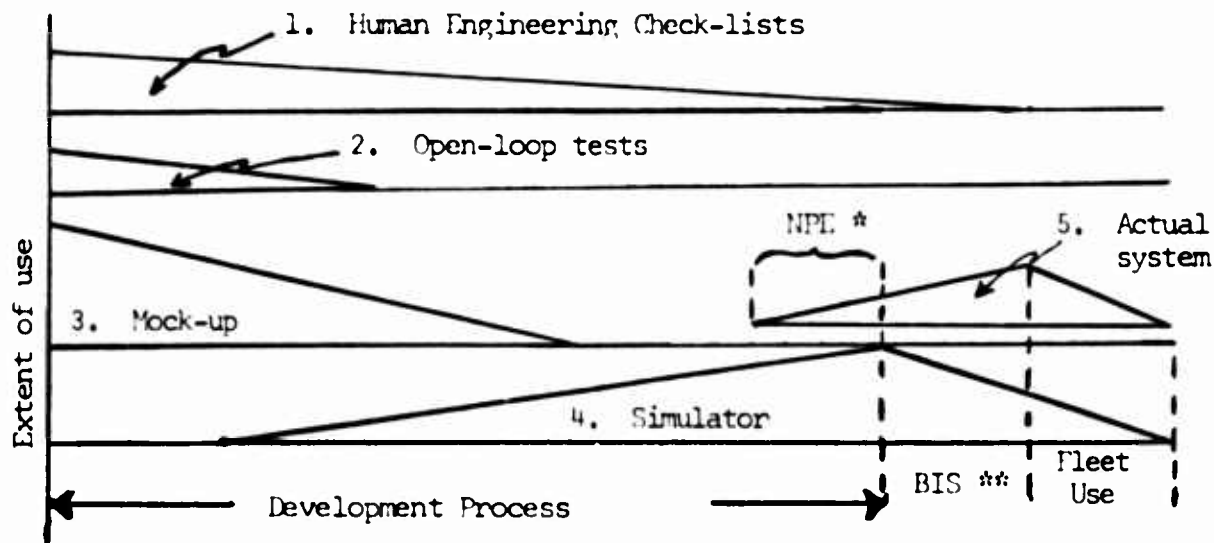 1. Human Engineering Check-lists
2. Open-loop tests
NPE *
5. Actual
system
3. Mock-up
4. Simulator
Extent of use
Development Process
BIS **
Fleet
Use